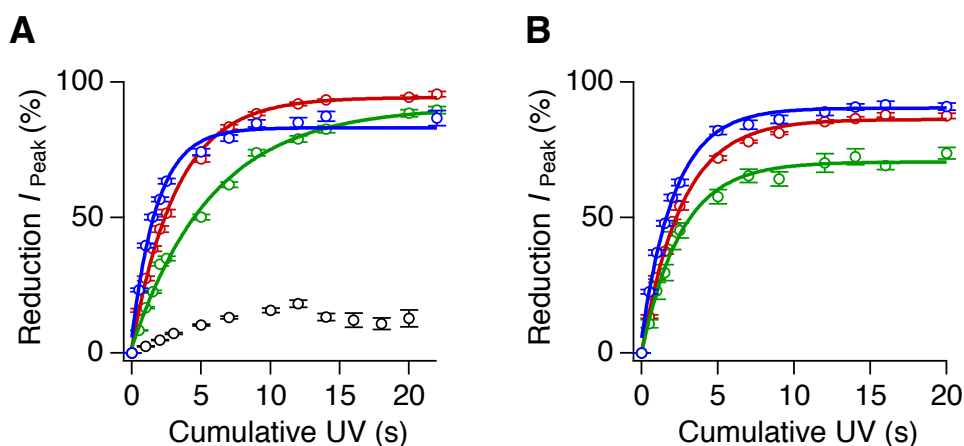 A
Reduction I Peak (%)
100
50
0
0 5 10 15 20
Cumulative UV (s)
B
Reduction I Peak (%)
100
50
0
0 5 10 15 20
Cumulative UV (s)